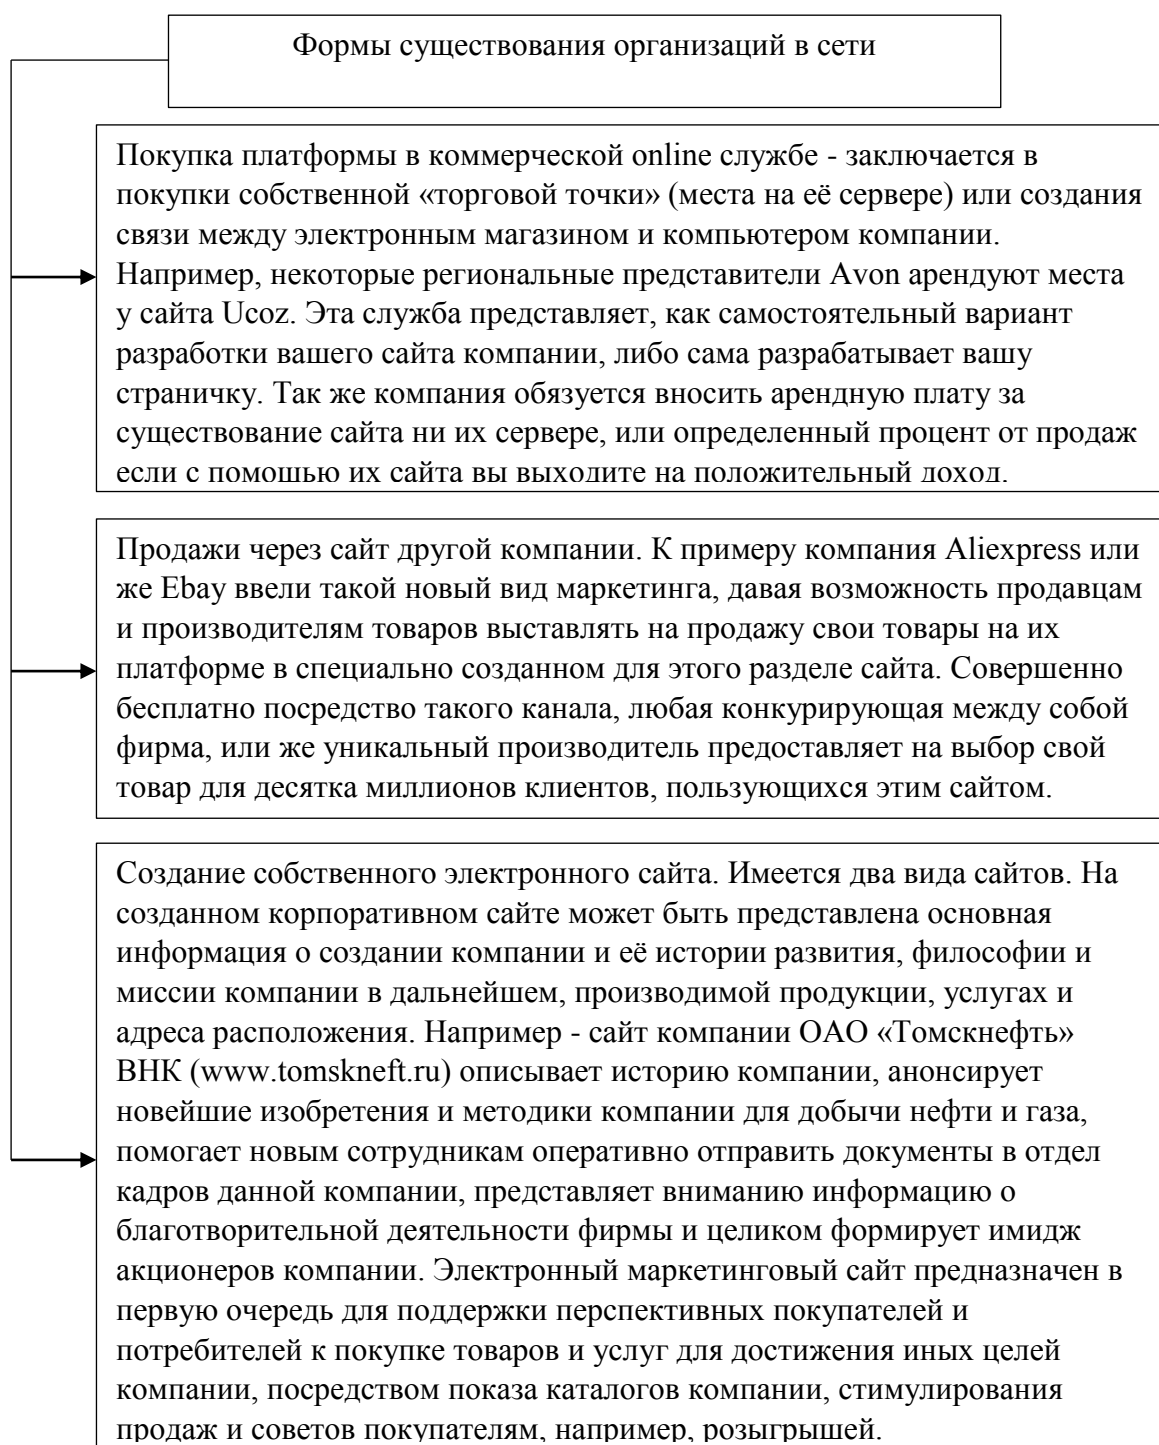 Формы существования организаций в сети
Покупка платформы в коммерческой online службе - заключается в
покупки собственной «торговой точки» (места на её сервере) или создания
связи между электронным магазином и компьютером компании.
Например, некоторые региональные представители Avon арендуют места
у сайта Ucoz. Эта служба представляет, как самостоятельный вариант
разработки вашего сайта компании, либо сама разрабатывает вашу
страничку. Так же компания обязуется вносить арендную плату за
существование сайта ни их сервере, или определенный процент от продаж
если с помощью их сайта вы выходите на положительный доход.
Продажи через сайт другой компании. К примеру компания Aliexpress или
же Ebay ввели такой новый вид маркетинга, давая возможность продавцам
и производителям товаров выставлять на продажу свои товары на их
платформе в специально созданном для этого разделе сайта. Совершенно
бесплатно посредство такого канала, любая конкурирующая между собой
фирма, или же уникальный производитель предоставляет на выбор свой
товар для десятка миллионов клиентов, пользующихся этим сайтом.
Создание собственного электронного сайта. Имеется два вида сайтов. На
созданном корпоративном сайте может быть представлена основная
информация о создании компании и её истории развития, философии и
миссии компании в дальнейшем, производимой продукции, услугах и
адреса расположения. Например - сайт компании ОАО «Томскнефть»
ВНК (www.tomskneft.ru) описывает историю компании, анонсирует
новейшие изобретения и методики компании для добычи нефти и газа,
помогает новым сотрудникам оперативно отправить документы в отдел
кадров данной компании, представляет вниманию информацию о
благотворительной деятельности фирмы и целиком формирует имидж
акционеров компании. Электронный маркетинговый сайт предназначен в
первую очередь для поддержки перспективных покупателей и
потребителей к покупке товаров и услуг для достижения иных целей
компании, посредством показа каталогов компании, стимулирования
продаж и советов покупателям, например, розыгрышей.